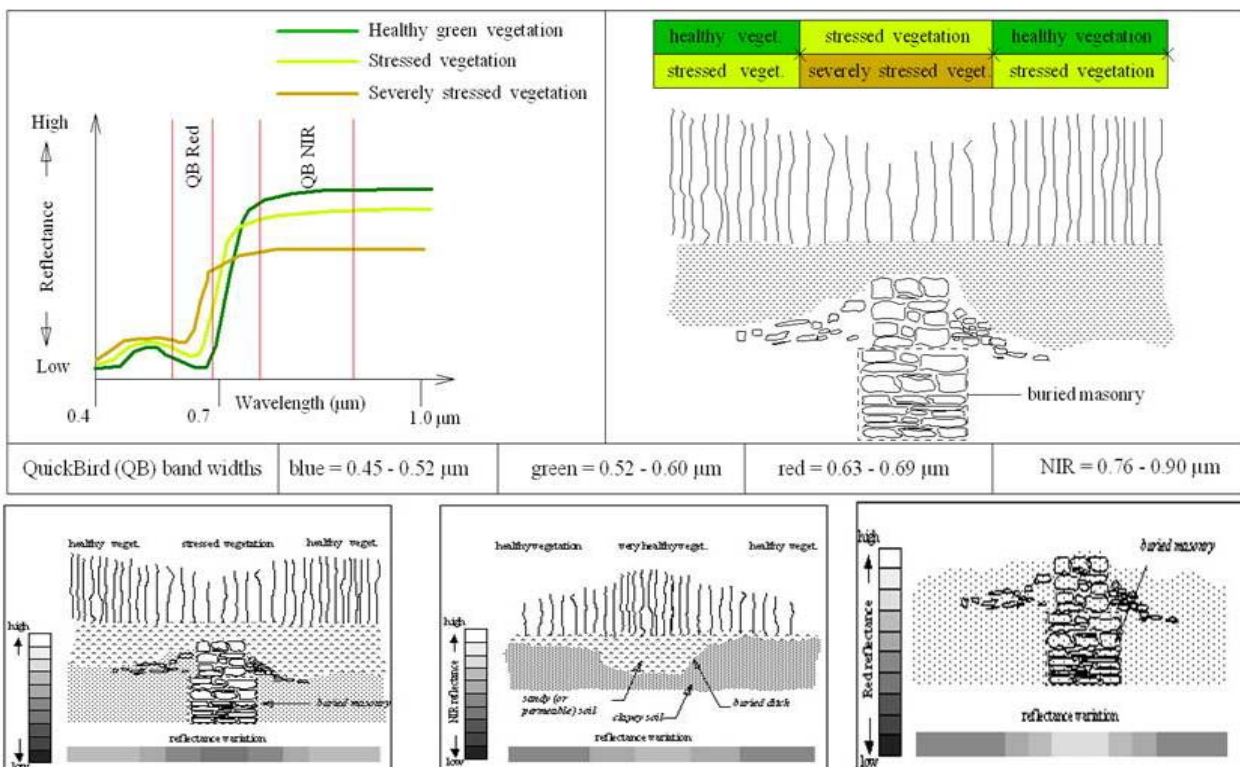 Healthy green vegetation
Stressed vegetation
Severely stressed vegetation
High
Reflectance
Low
QB Red
QB NIR
Wavelength (µm)
0.4
0.7
1.0 µm
healthy veget.
stressed vegetation
healthy vegetation
stressed veget.
severely stressed veget.
stressed vegetation
buried masonry
QuickBird (QB) band widths
blue = 0.45 - 0.52 µm
green = 0.52 - 0.60 µm
red = 0.63 - 0.69 µm
NIR = 0.76 - 0.90 µm
healthy veget.
stressed vegetation
healthy veget.
high
low
buried masonry
reflectance variation
healthy vegetation
very healthy veget.
healthy veget.
high
NIR reflectance
low
sandy (or
permeable) soil
clayey soil
buried ditch
reflectance variation
high
Red reflectance
low
buried masonry
reflectance variation